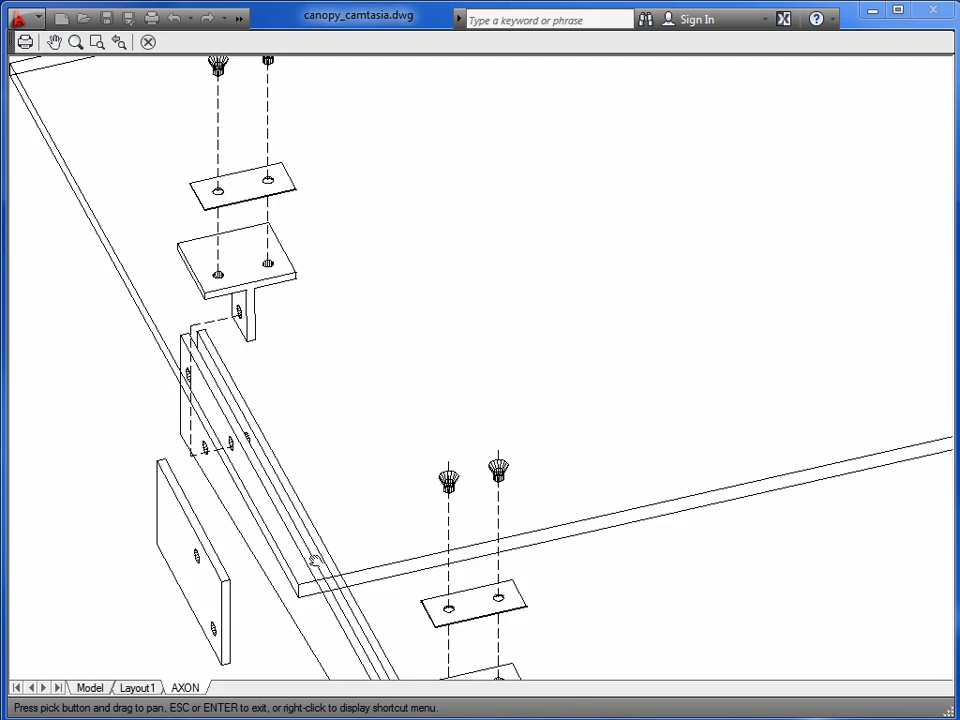 canopy_camtasia.dwg
Type a keyword or phrase
Sign In
Model
Layout1
AXON
Press pick button and drag to pan, ESC or ENTER to exit, or right-click to display shortcut menu.